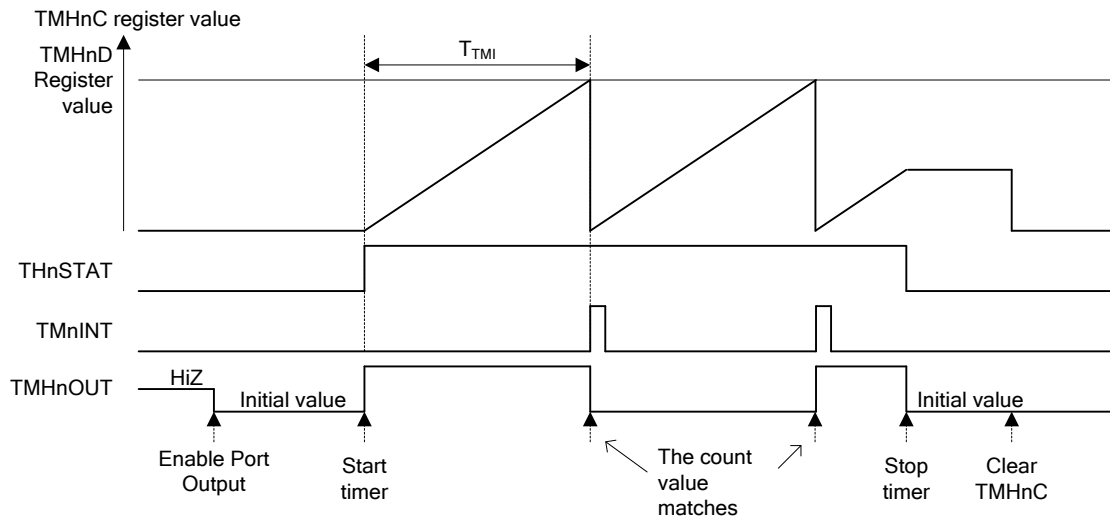 TMHnC register value
TMHnD
Register
value
TTMI
THnSTAT
TMnINT
TMHnOUT
HiZ
Initial value
Initial value
Enable Port
Output
Start
timer
The count
value
matches
Stop
timer
Clear
TMHnC